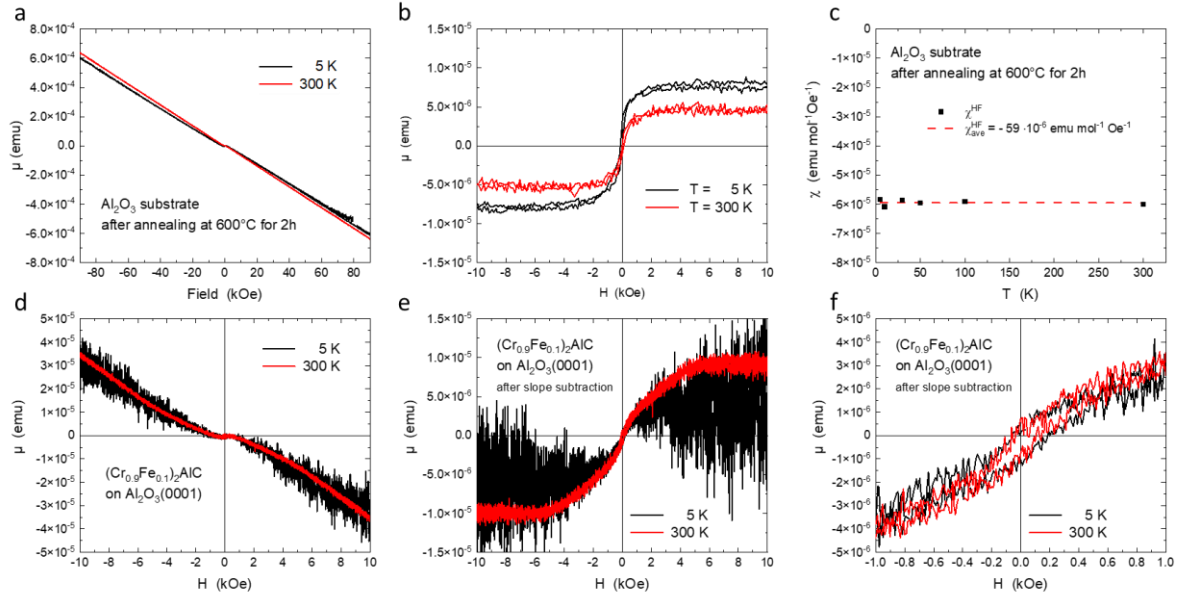 a
8.0×10⁻⁴
6.0×10⁻⁴
4.0×10⁻⁴
2.0×10⁻⁴
0.0
2.0×10⁻⁴
4.0×10⁻⁴
6.0×10⁻⁴
8.0×10⁻⁴
μ (emu)
5 K
300 K
Al₂O₃ substrate
after annealing at 600°C for 2h
-80 -60 -40 -20 0 20 40 60 80
Field (kOe)
b
1.5×10⁻⁵
1.0×10⁻⁵
5.0×10⁻⁶
0.0
-5.0×10⁻⁶
-1.0×10⁻⁵
-1.5×10⁻⁵
μ (emu)
T = 5 K
T = 300 K
-10 -8 -6 -4 -2 0 2 4 6 8 10
H (kOe)
c
0
-1×10⁻⁵
-2×10⁻⁵
-3×10⁻⁵
-4×10⁻⁵
-5×10⁻⁵
-6×10⁻⁵
-7×10⁻⁵
-8×10⁻⁵
χ (emu mol⁻¹Oe⁻¹)
Al₂O₃ subtrate
after annealing at 600°C for 2h
χᴴᶠ
χᴴᶠave = - 59 ·10⁻⁶ emu mol⁻¹ Oe⁻¹
0 50 100 150 200 250 300
T (K)
d
5×10⁻⁵
4×10⁻⁵
3×10⁻⁵
2×10⁻⁵
1×10⁻⁵
0
-1×10⁻⁵
-2×10⁻⁵
-3×10⁻⁵
-4×10⁻⁵
-5×10⁻⁵
μ (emu)
5 K
300 K
(Cr₀.₉Fe₀.₁)₂AlC
on Al₂O₃(0001)
-10 -8 -6 -4 -2 0 2 4 6 8 10
H (kOe)
e
1.5×10⁻⁵
1.0×10⁻⁵
5.0×10⁻⁶
0.0
-5.0×10⁻⁶
-1.0×10⁻⁵
-1.5×10⁻⁵
μ (emu)
(Cr₀.₉Fe₀.₁)₂AlC
on Al₂O₃(0001)
after slope subtraction
5 K
300 K
-10 -8 -6 -4 -2 0 2 4 6 8 10
H (kOe)
f
5×10⁻⁶
4×10⁻⁶
3×10⁻⁶
2×10⁻⁶
1×10⁻⁶
0
-1×10⁻⁶
-2×10⁻⁶
-3×10⁻⁶
-4×10⁻⁶
-5×10⁻⁶
μ (emu)
(Cr₀.₉Fe₀.₁)₂AlC
on Al₂O₃(0001)
after slope subtraction
5 K
300 K
-1.0 -0.8 -0.6 -0.4 -0.2 0.0 0.2 0.4 0.6 0.8 1.0
H (kOe)